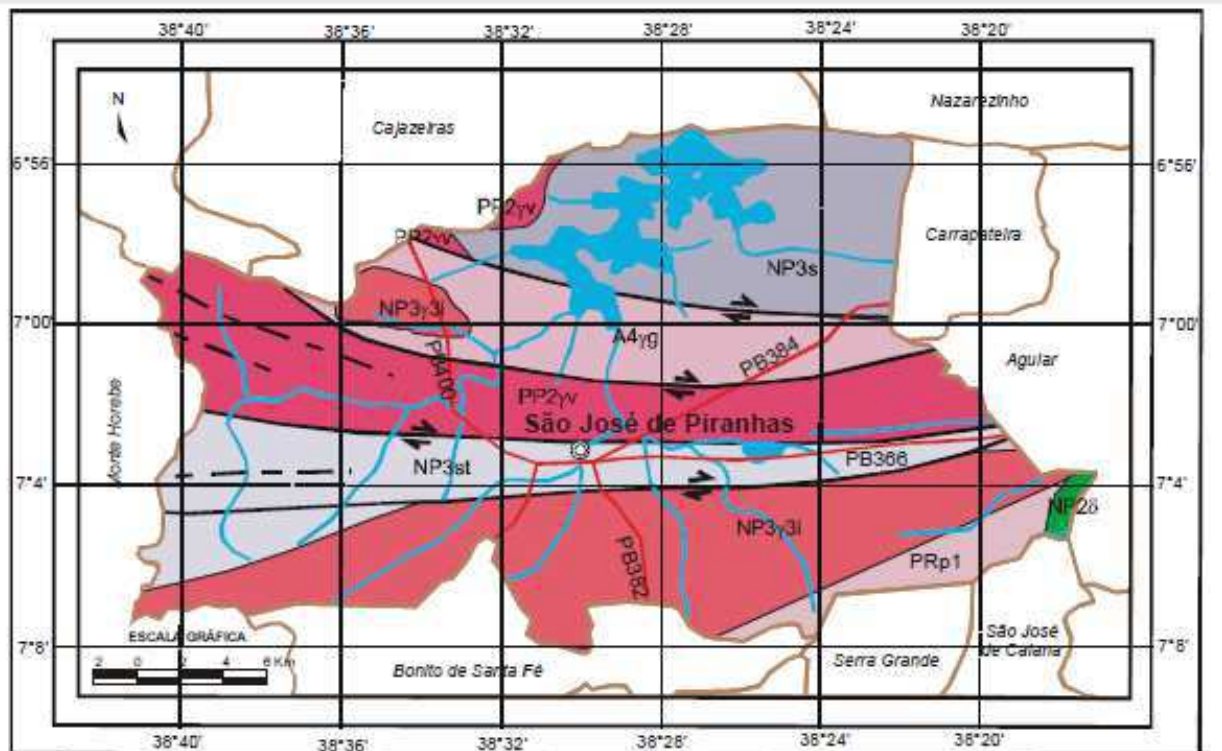 38°40' 38°36' 38°32' 38°28' 38°24' 38°20'
N
Cajazeiras
Nazarezinho
6°56' 6°56'
PP2γv
Carrapateira
PP2γv
NP3s
NP3γ3i
7°00' 7°00'
A4γg
PB384
Aguiar
PB400
PP2γv
São José de Piranhas
Monte Horebe
NP3st
PB366
7°4' 7°4'
NP2δ
NP3γ3i
PRp1
PB382
ESCALA GRÁFICA
São José
de Caiana
7°8' 7°8'
2 0 2 4 6 Km
Bonito de Santa Fé
Serra Grande
38°40' 38°36' 38°32' 38°28' 38°24' 38°20'